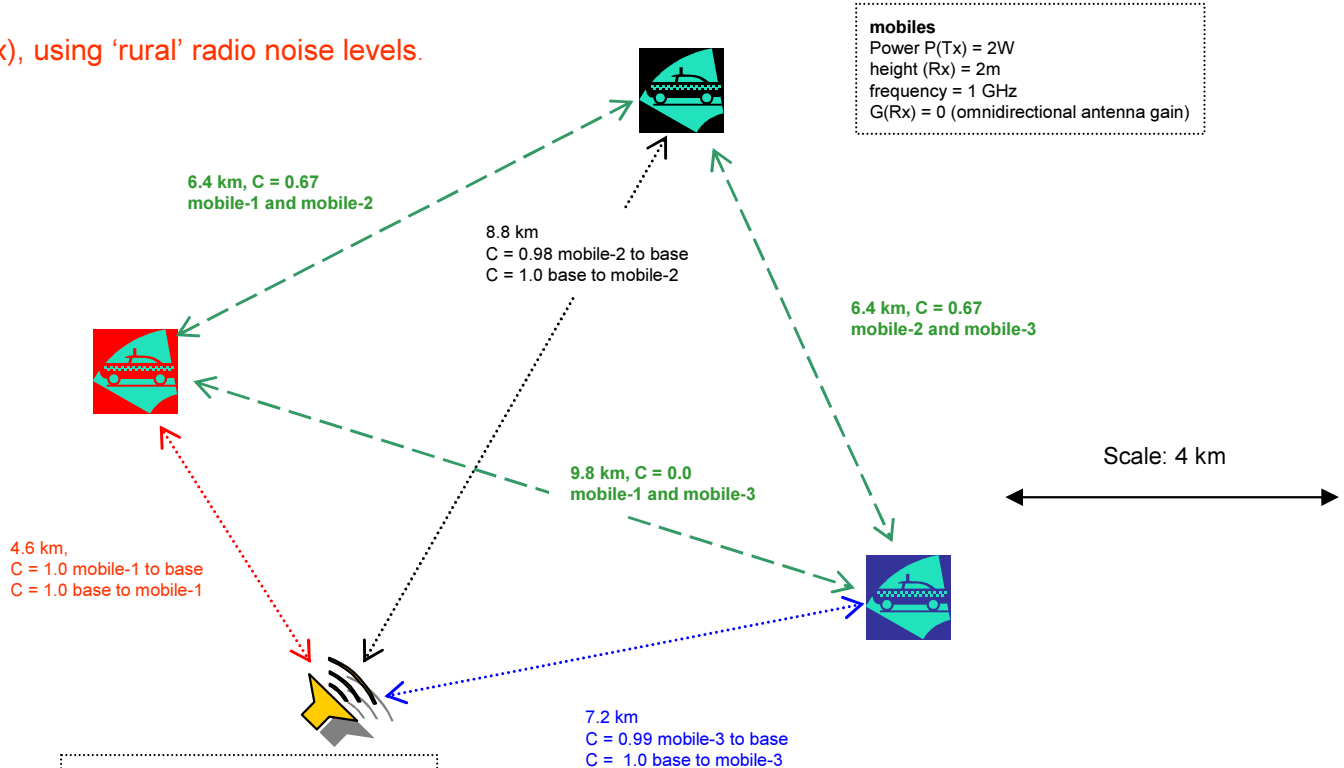 x), using ‘rural’ radio noise levels.
mobiles
Power P(Tx) = 2W
height (Rx) = 2m
frequency = 1 GHz
G(Rx) = 0 (omnidirectional antenna gain)
6.4 km, C = 0.67
mobile-1 and mobile-2
8.8 km
C = 0.98 mobile-2 to base
C = 1.0 base to mobile-2
6.4 km, C = 0.67
mobile-2 and mobile-3
Scale: 4 km
9.8 km, C = 0.0
mobile-1 and mobile-3
4.6 km,
C = 1.0 mobile-1 to base
C = 1.0 base to mobile-1
7.2 km
C = 0.99 mobile-3 to base
C =  1.0 base to mobile-3